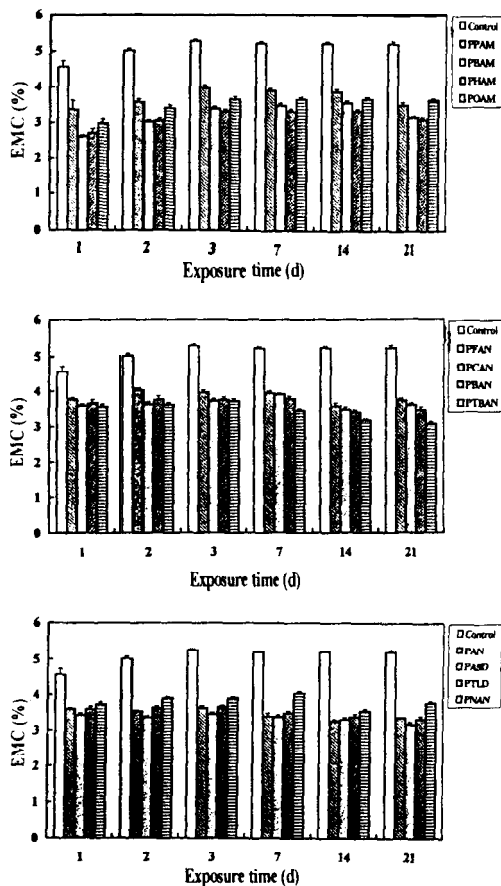 6
5
4
3
2
1
0
EMC (%)
1 2 3 7 14 21
Exposure time (d)
Control
PPAM
PBAM
PHAM
POAM
6
5
4
3
2
1
0
EMC (%)
1 2 3 7 14 21
Exposure time (d)
Control
PFAN
PCAN
PBAN
PTBAN
6
5
4
3
2
1
0
EMC (%)
1 2 3 7 14 21
Exposure time (d)
Control
PAN
PASD
PTLD
PNAN